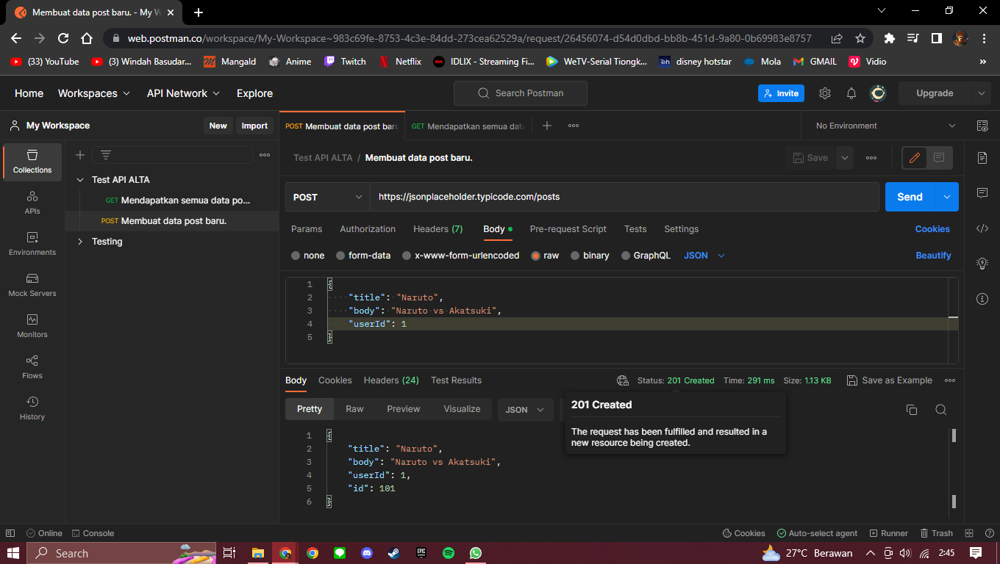 Membuat data post baru. - My W
web.postman.co/workspace/My-Workspace~983c69fe-8753-4c3e-84dd-273cea62529a/request/26456074-d54d0dbd-bb8b-451d-9a80-0b69983e8757
(33) YouTube (3) Windah Basudar... Mangald Anime Twitch Netflix IDLIX - Streaming Fi... WeTV-Serial Tiongk... disney hotstar Mola GMAIL Vidio »
Home Workspaces API Network Explore Search Postman Invite Upgrade
My Workspace New Import POST Membuat data post baru GET Mendapatkan semua data No Environment
Collections
APIs
Environments
Mock Servers
Monitors
Flows
History
Test API ALTA
GET Mendapatkan semua data po...
POST Membuat data post baru.
Testing
Test API ALTA / Membuat data post baru. Save
POST https://jsonplaceholder.typicode.com/posts Send
Params Authorization Headers (7) Body Pre-request Script Tests Settings Cookies
none form-data x-www-form-urlencoded raw binary GraphQL JSON Beautify
1 {
2 "title": "Naruto",
3 "body": "Naruto vs Akatsuki",
4 "userId": 1
5 }
Body Cookies Headers (24) Test Results Status: 201 Created Time: 291 ms Size: 1.13 KB Save as Example
Pretty Raw Preview Visualize JSON
201 Created
The request has been fulfilled and resulted in a
new resource being created.
1 {
2 "title": "Naruto",
3 "body": "Naruto vs Akatsuki",
4 "userId": 1,
5 "id": 101
6 }
Online Console Cookies Auto-select agent Runner Trash
Search EPIC 27°C Berawan 2:45